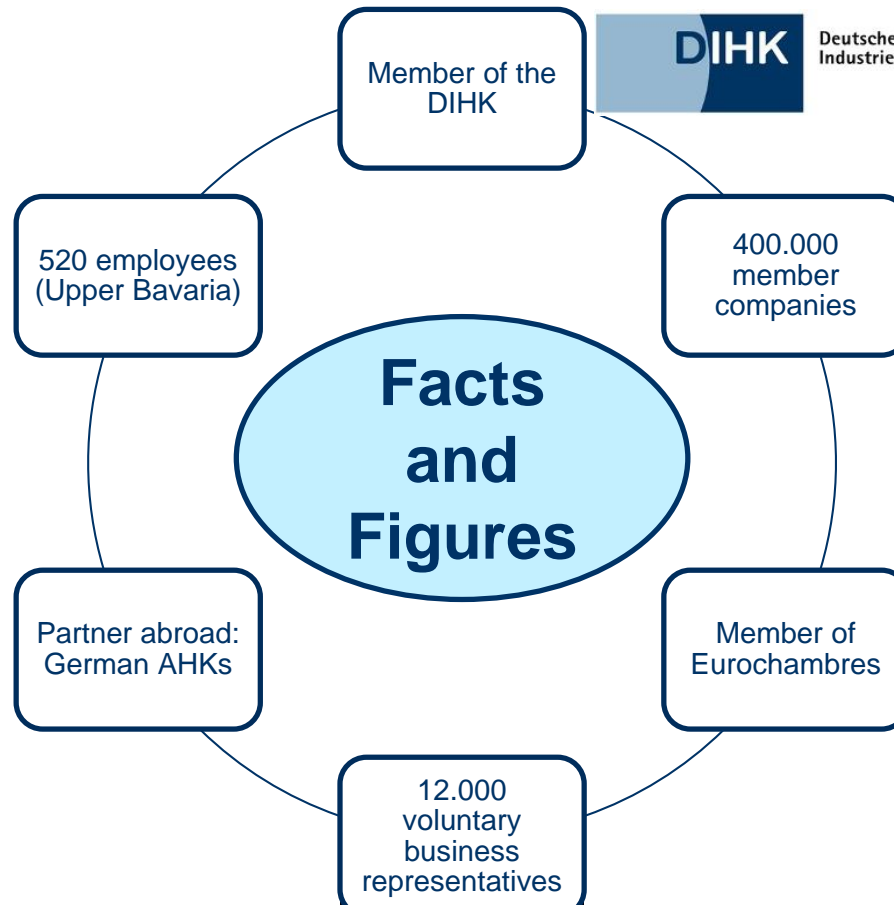 Member of the
DIHK
DIHK
Deutsche
Industrie
400.000
member
companies
Member of
Eurochambres
12.000
voluntary
business
representatives
Partner abroad:
German AHKs
520 employees
(Upper Bavaria)
Facts
and
Figures